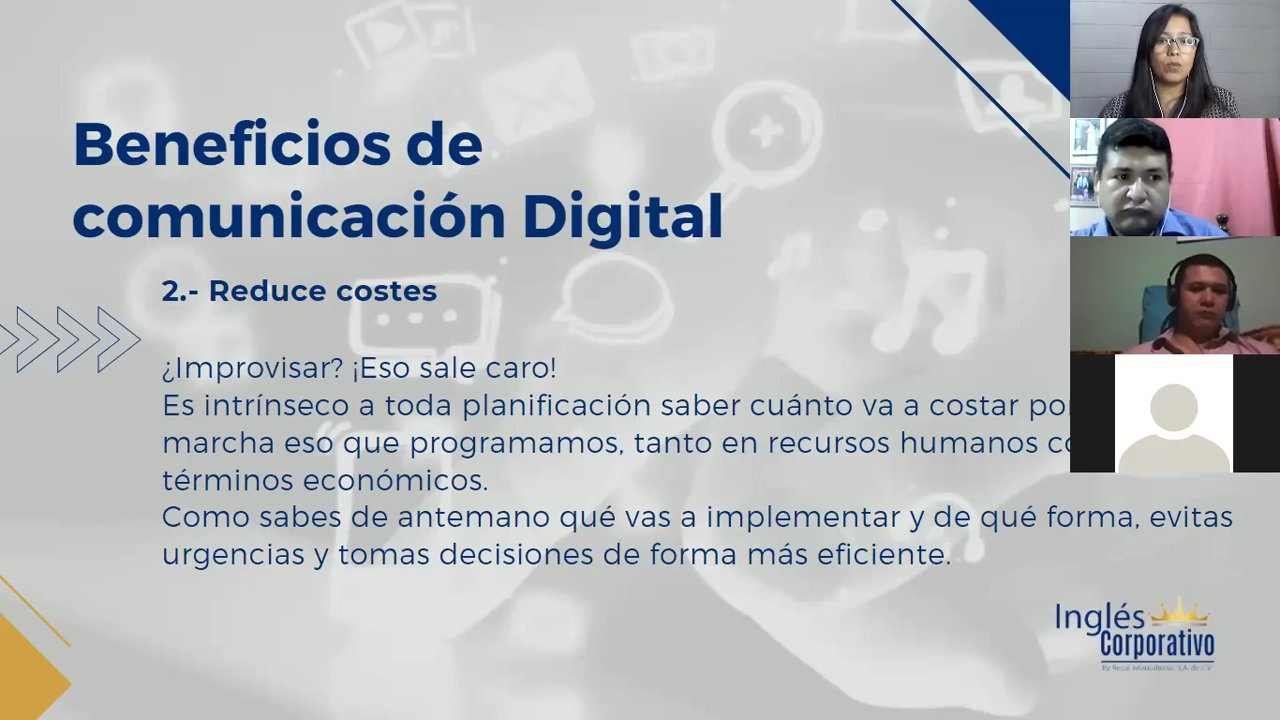 Beneficios de
comunicación Digital
2.- Reduce costes
¿Improvisar? ¡Eso sale caro!
Es intrínseco a toda planificación saber cuánto va a costar
marcha eso que programamos, tanto en recursos humanos
términos económicos.
Como sabes de antemano qué vas a implementar y de qué forma, evitas
urgencias y tomas decisiones de forma más eficiente.
Inglés
Corporativo